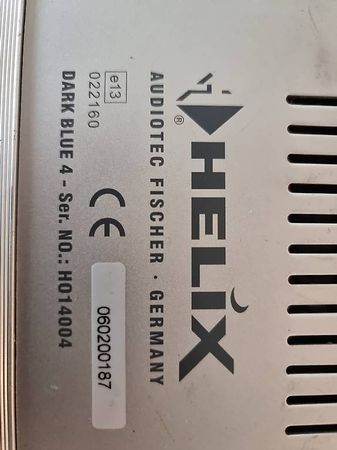 HELIX
®
AUDIOTEC FISCHER · GERMANY
e13
022160
CE
060200187
DARK BLUE 4 - Ser. NO.: H014004